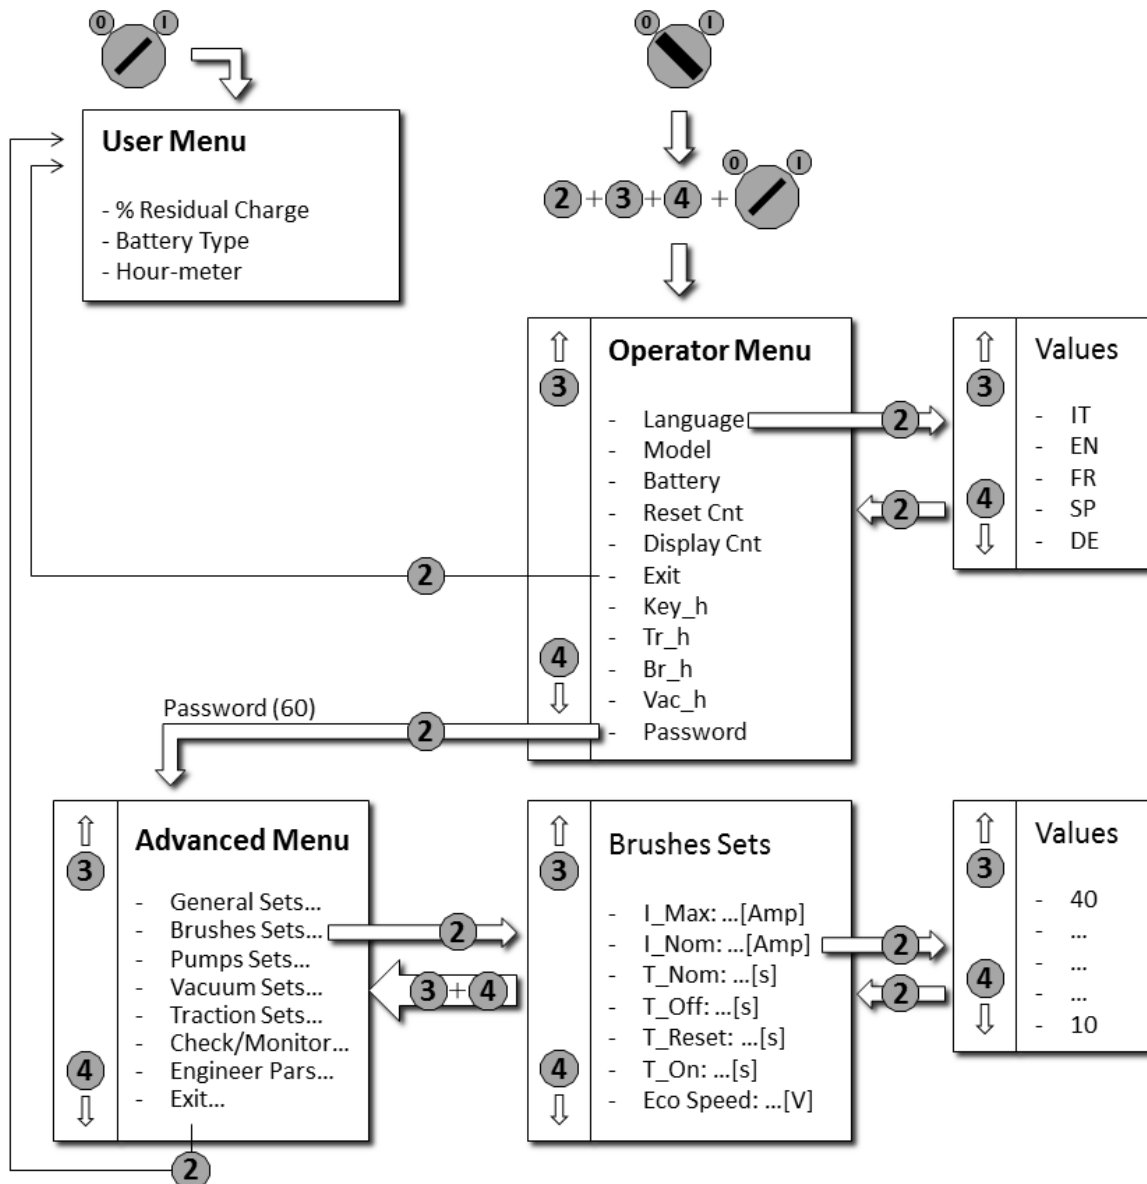 0 I
User Menu
- % Residual Charge
- Battery Type
- Hour-meter
0 I
0 I
2 + 3 + 4 +
3
4
Operator Menu
- Language
- Model
- Battery
- Reset Cnt
- Display Cnt
- Exit
- Key_h
- Tr_h
- Br_h
- Vac_h
- Password
2
2
3
4
Values
- IT
- EN
- FR
- SP
- DE
2
Password (60)
2
3
4
Advanced Menu
- General Sets...
- Brushes Sets...
- Pumps Sets...
- Vacuum Sets...
- Traction Sets...
- Check/Monitor...
- Engineer Pars...
- Exit...
2
2
3 + 4
3
4
Brushes Sets
- I_Max: ...[Amp]
- I_Nom: ...[Amp]
- T_Nom: ...[s]
- T_Off: ...[s]
- T_Reset: ...[s]
- T_On: ...[s]
- Eco Speed: ...[V]
2
2
3
4
Values
- 40
- ...
- ...
- ...
- 10